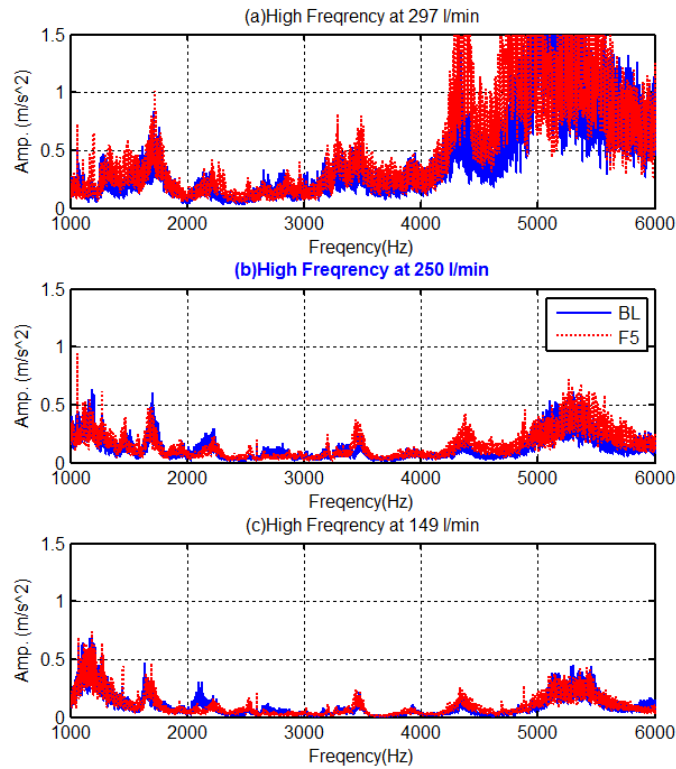 (a)High Freqrency at 297 l/min
1.5
1
0.5
0
Amp. (m/s^2)
1000 2000 3000 4000 5000 6000
Freqency(Hz)
(b)High Freqrency at 250 l/min
1.5
1
0.5
0
Amp. (m/s^2)
BL
F5
1000 2000 3000 4000 5000 6000
Freqency(Hz)
(c)High Freqrency at 149 l/min
1.5
1
0.5
0
Amp. (m/s^2)
1000 2000 3000 4000 5000 6000
Freqency(Hz)